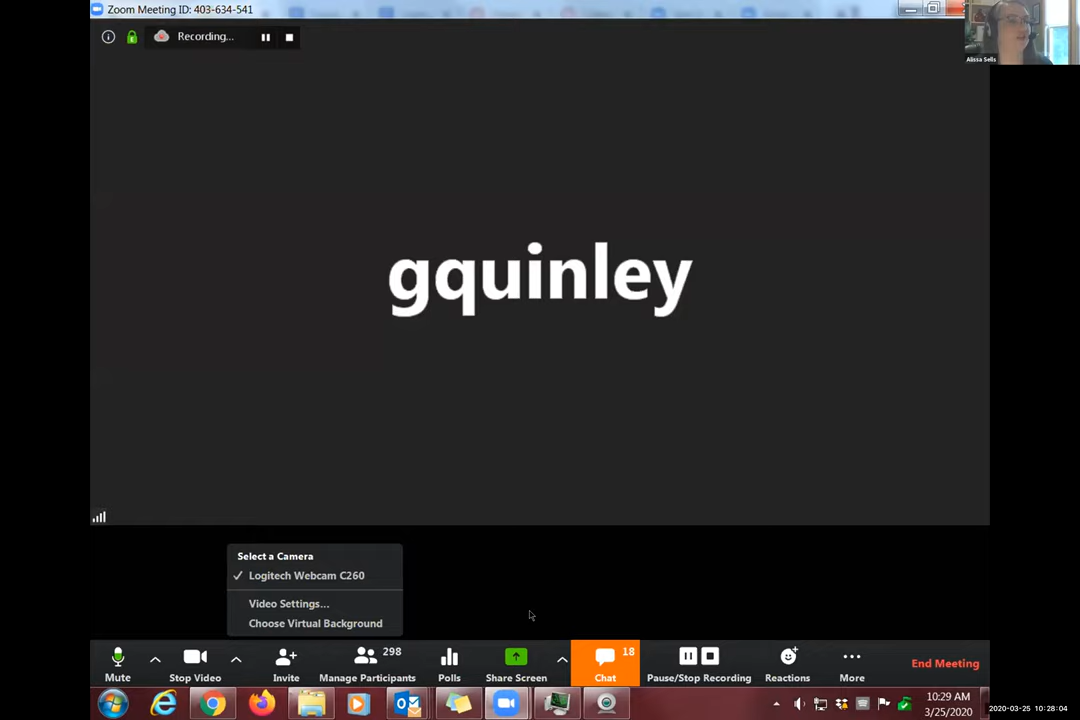 Zoom Meeting ID: 403-634-541
Recording...
Alissa Sells
gquinley
Select a Camera
✓ Logitech Webcam C260
Video Settings...
Choose Virtual Background
298
18
Mute
Stop Video
Invite
Manage Participants
Polls
Share Screen
Chat
Pause/Stop Recording
Reactions
More
End Meeting
10:29 AM
3/25/2020
2020-03-25 10:28:04